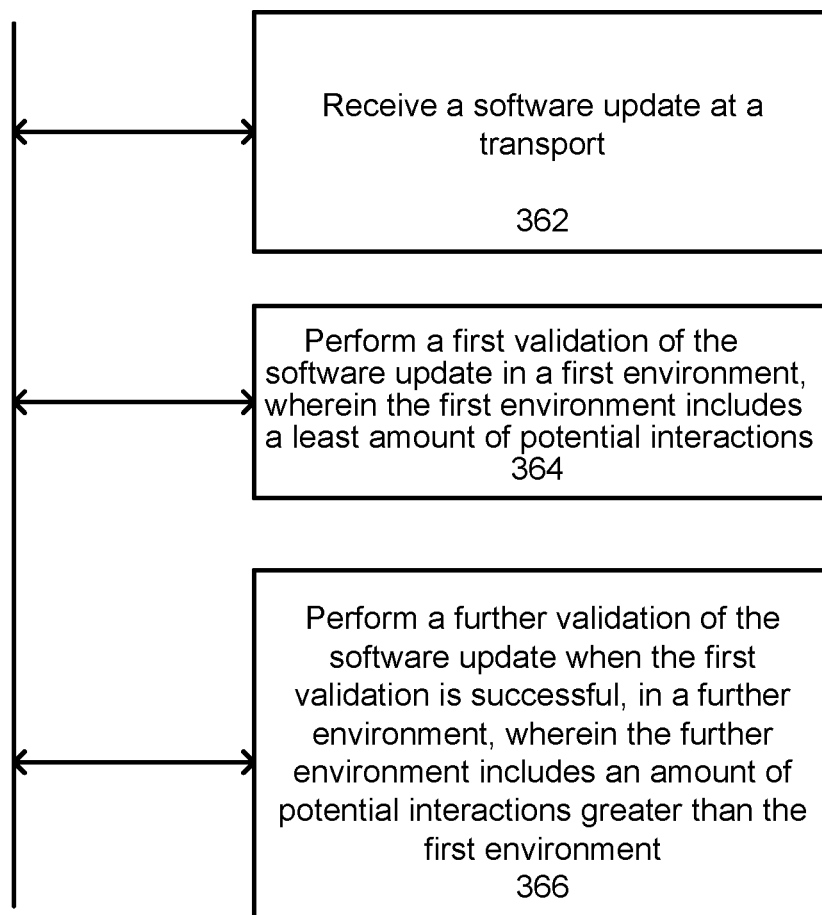 Receive a software update at a
transport
362
Perform a first validation of the
software update in a first environment,
wherein the first environment includes
a least amount of potential interactions
364
Perform a further validation of the
software update when the first
validation is successful, in a further
environment, wherein the further
environment includes an amount of
potential interactions greater than the
first environment
366